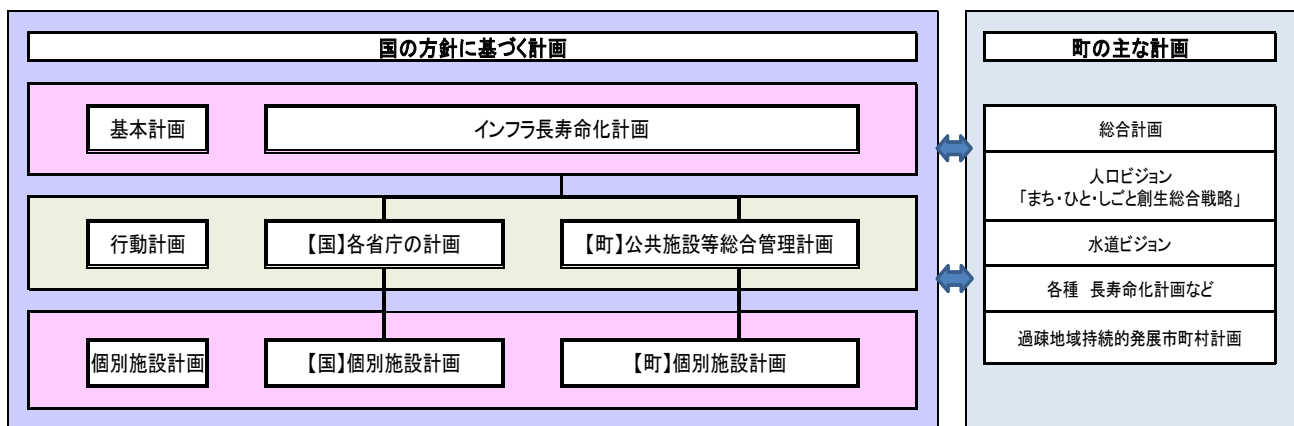 国の方針に基づく計画
基本計画
インフラ長寿命化計画
行動計画
【国】各省庁の計画
【町】公共施設等総合管理計画
個別施設計画
【国】個別施設計画
【町】個別施設計画
町の主な計画
総合計画
人口ビジョン
「まち・ひと・しごと創生総合戦略」
水道ビジョン
各種　長寿命化計画など
過疎地域持続的発展市町村計画